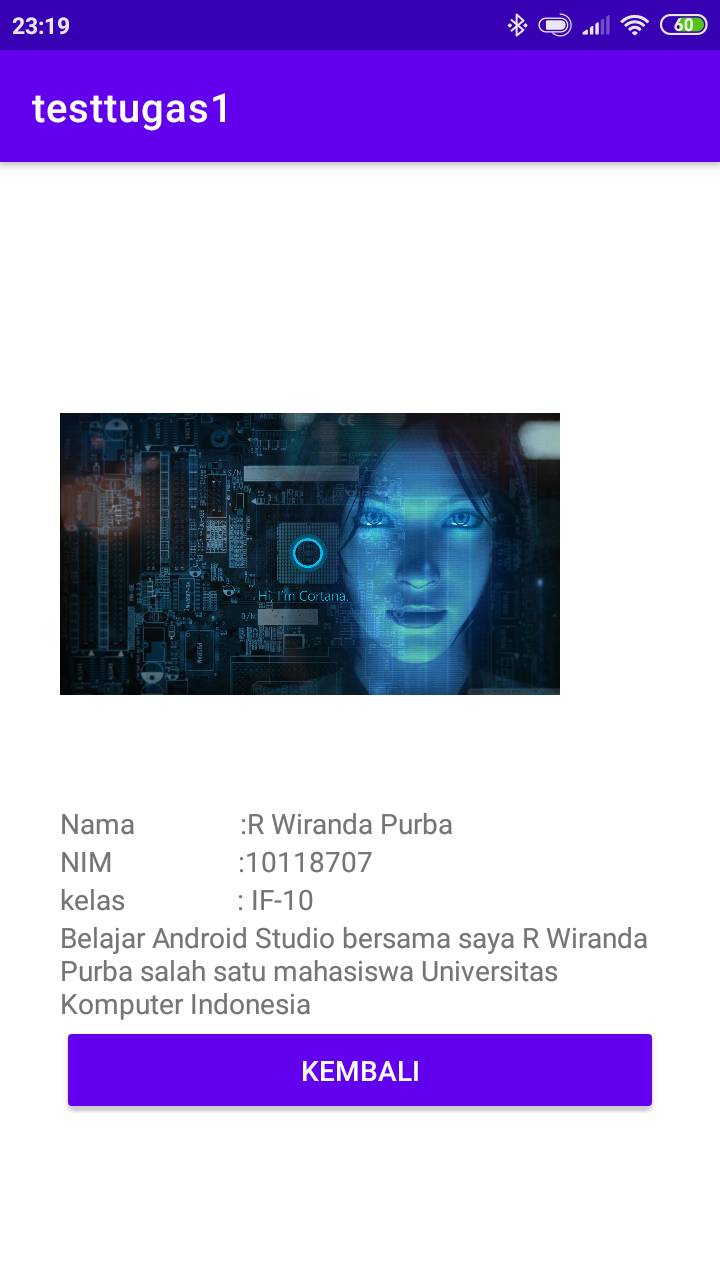 23:19
60
testtugas1
S/N
Hi, I'm Cortana.
Nama :R Wiranda Purba
NIM :10118707
kelas : IF-10
Belajar Android Studio bersama saya R Wiranda
Purba salah satu mahasiswa Universitas
Komputer Indonesia
KEMBALI